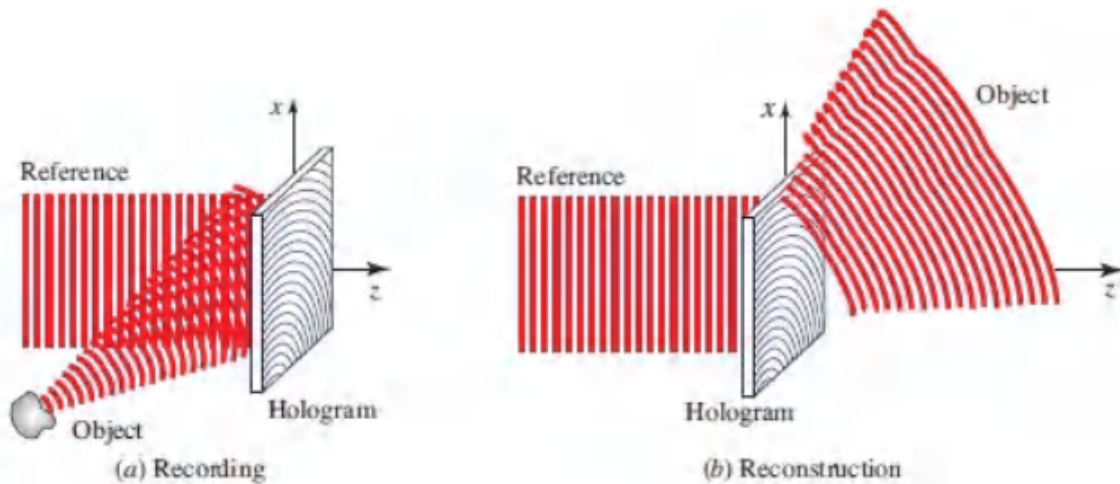 x
Reference
z
Hologram
Object
(a) Recording
x
Object
Reference
z
Hologram
(b) Reconstruction